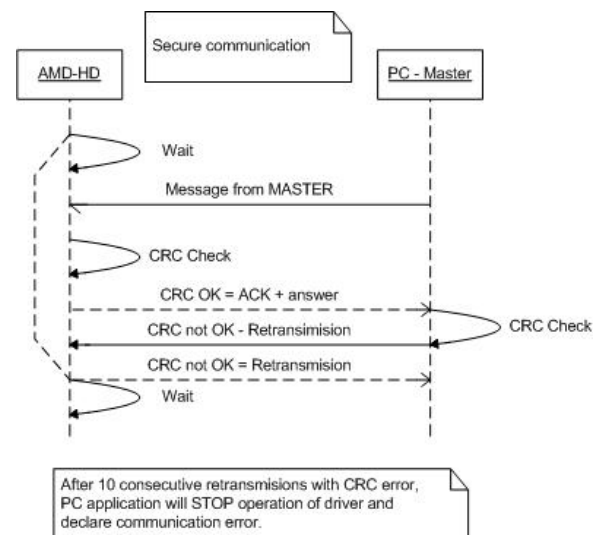 Secure communication
AMD-HD
PC - Master
Wait
Message from MASTER
CRC Check
CRC OK = ACK + answer
CRC not OK - Retransimision
CRC Check
CRC not OK = Retransmision
Wait
After 10 consecutive retransmisions with CRC error,
PC application will STOP operation of driver and
declare communication error.